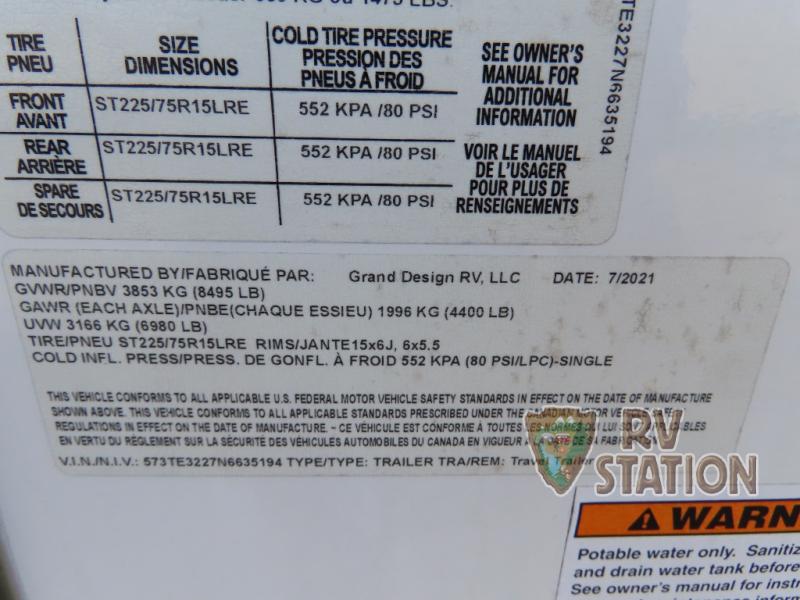 669 KG ou 1475 LBS.
TIRE PNEU
SIZE DIMENSIONS
COLD TIRE PRESSURE
PRESSION DES
PNEUS À FROID
SEE OWNER'S
MANUAL FOR
ADDITIONAL
INFORMATION
FRONT AVANT
ST225/75R15LRE
552 KPA /80 PSI
REAR ARRIÈRE
ST225/75R15LRE
552 KPA /80 PSI
SPARE DE SECOURS
ST225/75R15LRE
552 KPA /80 PSI
VOIR LE MANUEL
DE L'USAGER
POUR PLUS DE
RENSEIGNEMENTS
TE3227N6635194
MANUFACTURED BY/FABRIQUÉ PAR: Grand Design RV, LLC DATE: 7/2021
GVWR/PNBV 3853 KG (8495 LB)
GAWR (EACH AXLE)/PNBE(CHAQUE ESSIEU) 1996 KG (4400 LB)
UVW 3166 KG (6980 LB)
TIRE/PNEU ST225/75R15LRE RIMS/JANTE15x6J, 6x5.5
COLD INFL. PRESS/PRESS. DE GONFL. À FROID 552 KPA (80 PSI/LPC)-SINGLE
THIS VEHICLE CONFORMS TO ALL APPLICABLE U.S. FEDERAL MOTOR VEHICLE SAFETY STANDARDS IN EFFECT ON THE DATE OF MANUFACTURE
SHOWN ABOVE. THIS VEHICLE CONFORMS TO ALL APPLICABLE STANDARDS PRESCRIBED UNDER THE CANADIAN MOTOR VEHICLE SAFETY
REGULATIONS IN EFFECT ON THE DATE OF MANUFACTURE. – CE VÉHICULE EST CONFORME À TOUTES LES NORMES QUI LUI SONT APPLICABLES
EN VERTU DU RÈGLEMENT SUR LA SÉCURITÉ DES VÉHICULES AUTOMOBILES DU CANADA EN VIGUEUR À LA DATE DE SA FABRICATION
V.I.N./N.I.V.: 573TE3227N6635194 TYPE/TYPE: TRAILER TRA/REM: Travel Trailer
RV
STATION
WARN
Potable water only. Sanitiz
and drain water tank before
See owner's manual for instr